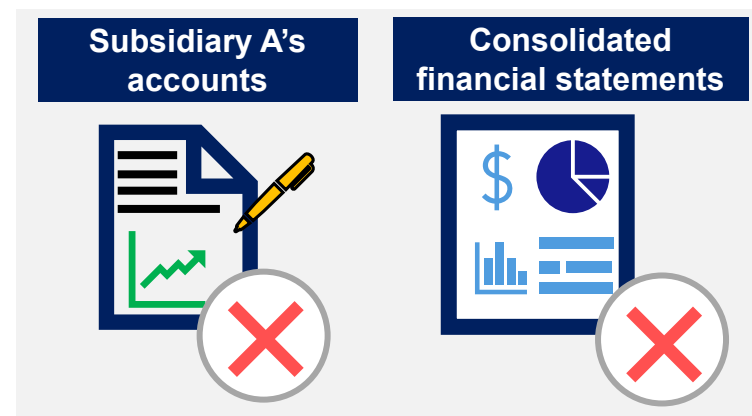 Subsidiary A’s
accounts
Consolidated
financial statements
$